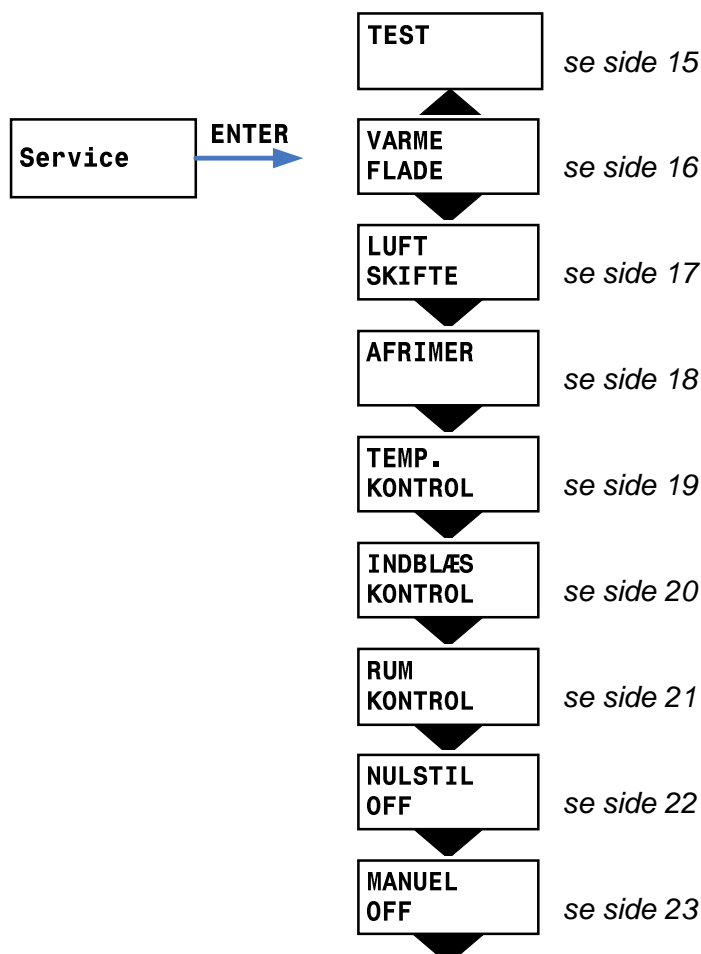 TEST
se side 15
Service
ENTER
VARME
FLADE
se side 16
LUFT
SKIFTE
se side 17
AFRIMER
se side 18
TEMP.
KONTROL
se side 19
INDBLÆS
KONTROL
se side 20
RUM
KONTROL
se side 21
NULSTIL
OFF
se side 22
MANUEL
OFF
se side 23